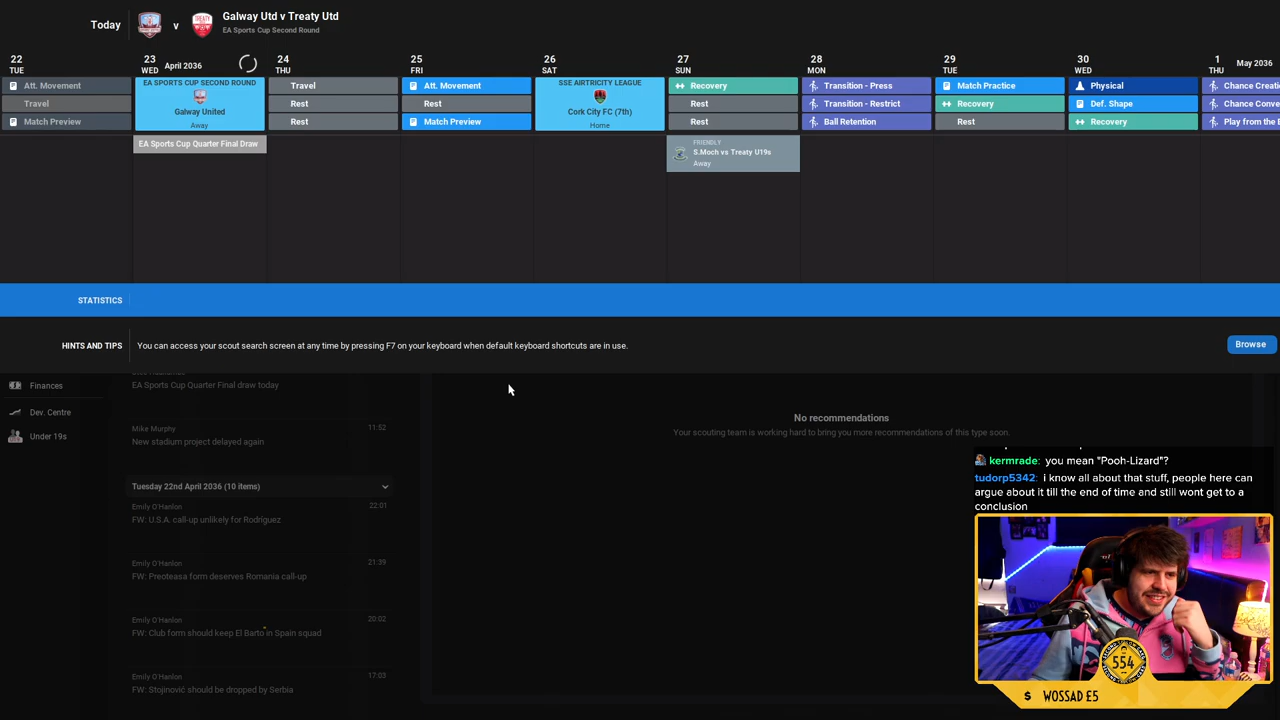 Today
v
Galway Utd v Treaty Utd
EA Sports Cup Second Round
22 TUE
23 WED April 2036
24 THU
25 FRI
26 SAT
27 SUN
28 MON
29 TUE
30 WED
1 THU May 2036
Att. Movement
Travel
Match Preview
EA SPORTS CUP SECOND ROUND
Galway United
Away
EA Sports Cup Quarter Final Draw
Travel
Rest
Rest
Att. Movement
Rest
Match Preview
SSE AIRTRICITY LEAGUE
Cork City FC (7th)
Home
Recovery
Rest
Rest
FRIENDLY
S.Moch vs Treaty U19s
Away
Transition - Press
Transition - Restrict
Ball Retention
Match Practice
Recovery
Rest
Physical
Def. Shape
Recovery
Chance Creati
Chance Conve
Play from the B
STATISTICS
HINTS AND TIPS
You can access your scout search screen at any time by pressing F7 on your keyboard when default keyboard shortcuts are in use.
Browse
Finances
Dev. Centre
Under 19s
EA Sports Cup Quarter Final draw today
Mike Murphy 11:52
New stadium project delayed again
Tuesday 22nd April 2036 (10 items)
Emily O'Hanlon 22:01
FW: U.S.A. call-up unlikely for Rodríguez
Emily O'Hanlon 21:39
FW: Preoteasa form deserves Romania call-up
Emily O'Hanlon 20:02
FW: Club form should keep El Barto in Spain squad
Emily O'Hanlon 17:03
FW: Stojinović should be dropped by Serbia
No recommendations
Your scouting team is working hard to bring you more recommendations of this type soon.
kermrade: you mean "Pooh-Lizard"?
tudorp5342: i know all about that stuff, people here can
argue about it till the end of time and still wont get to a
conclusion
554
$ WOSSAD £5